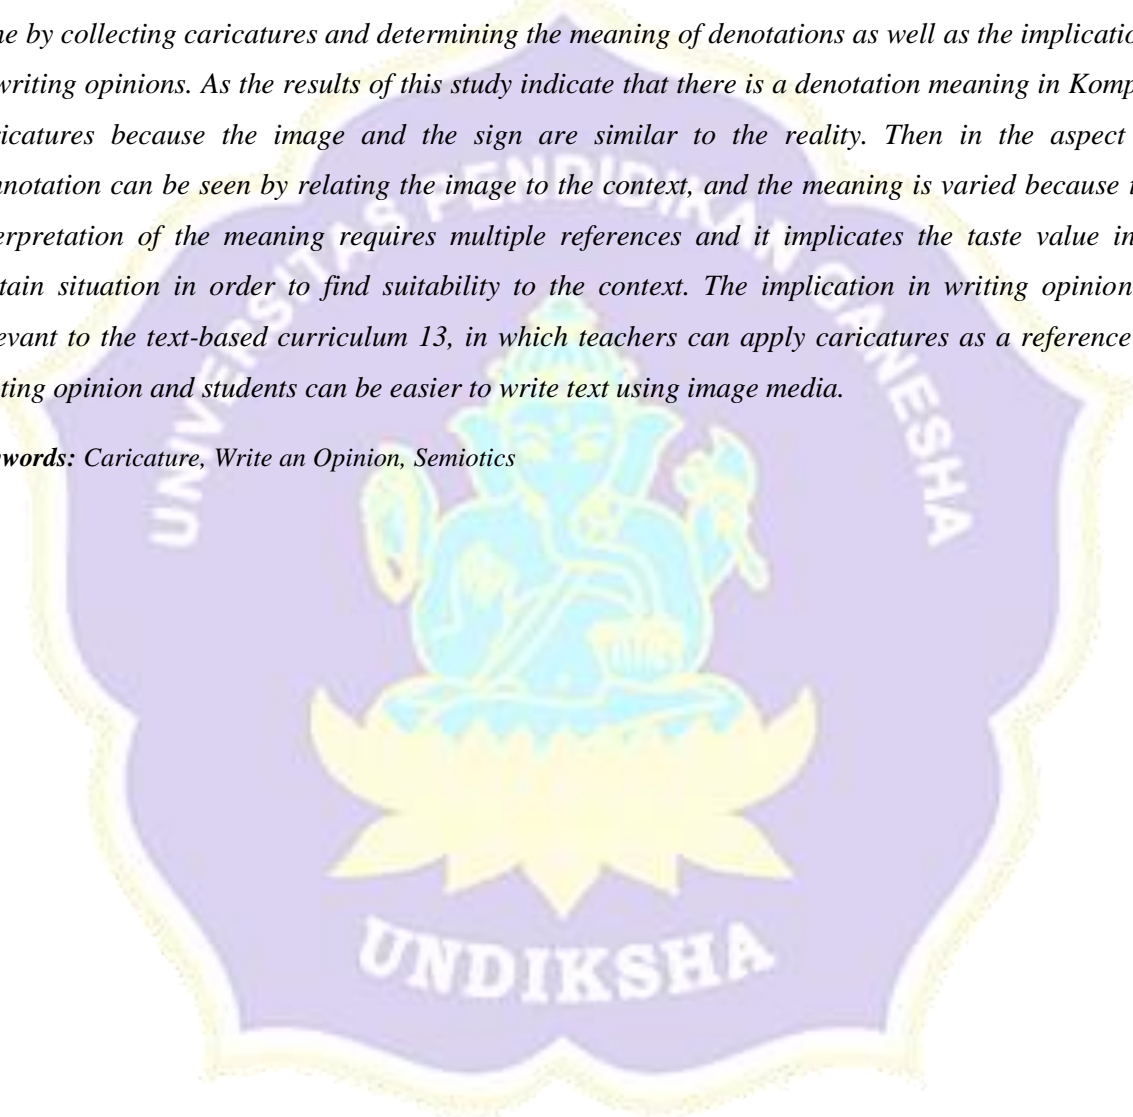 ne by collecting caricatures and determining the meaning of denotations as well as the implicatio
writing opinions. As the results of this study indicate that there is a denotation meaning in Komp
ricatures because the image and the sign are similar to the reality. Then in the aspect
nnotation can be seen by relating the image to the context, and the meaning is varied because t
erpretation of the meaning requires multiple references and it implicates the taste value in
tain situation in order to find suitability to the context. The implication in writing opinion
evant to the text-based curriculum 13, in which teachers can apply caricatures as a reference
ting opinion and students can be easier to write text using image media.
words: Caricature, Write an Opinion, Semiotics
UNIVERSITAS PENDIDIKAN GANESHA
UNDIKSHA